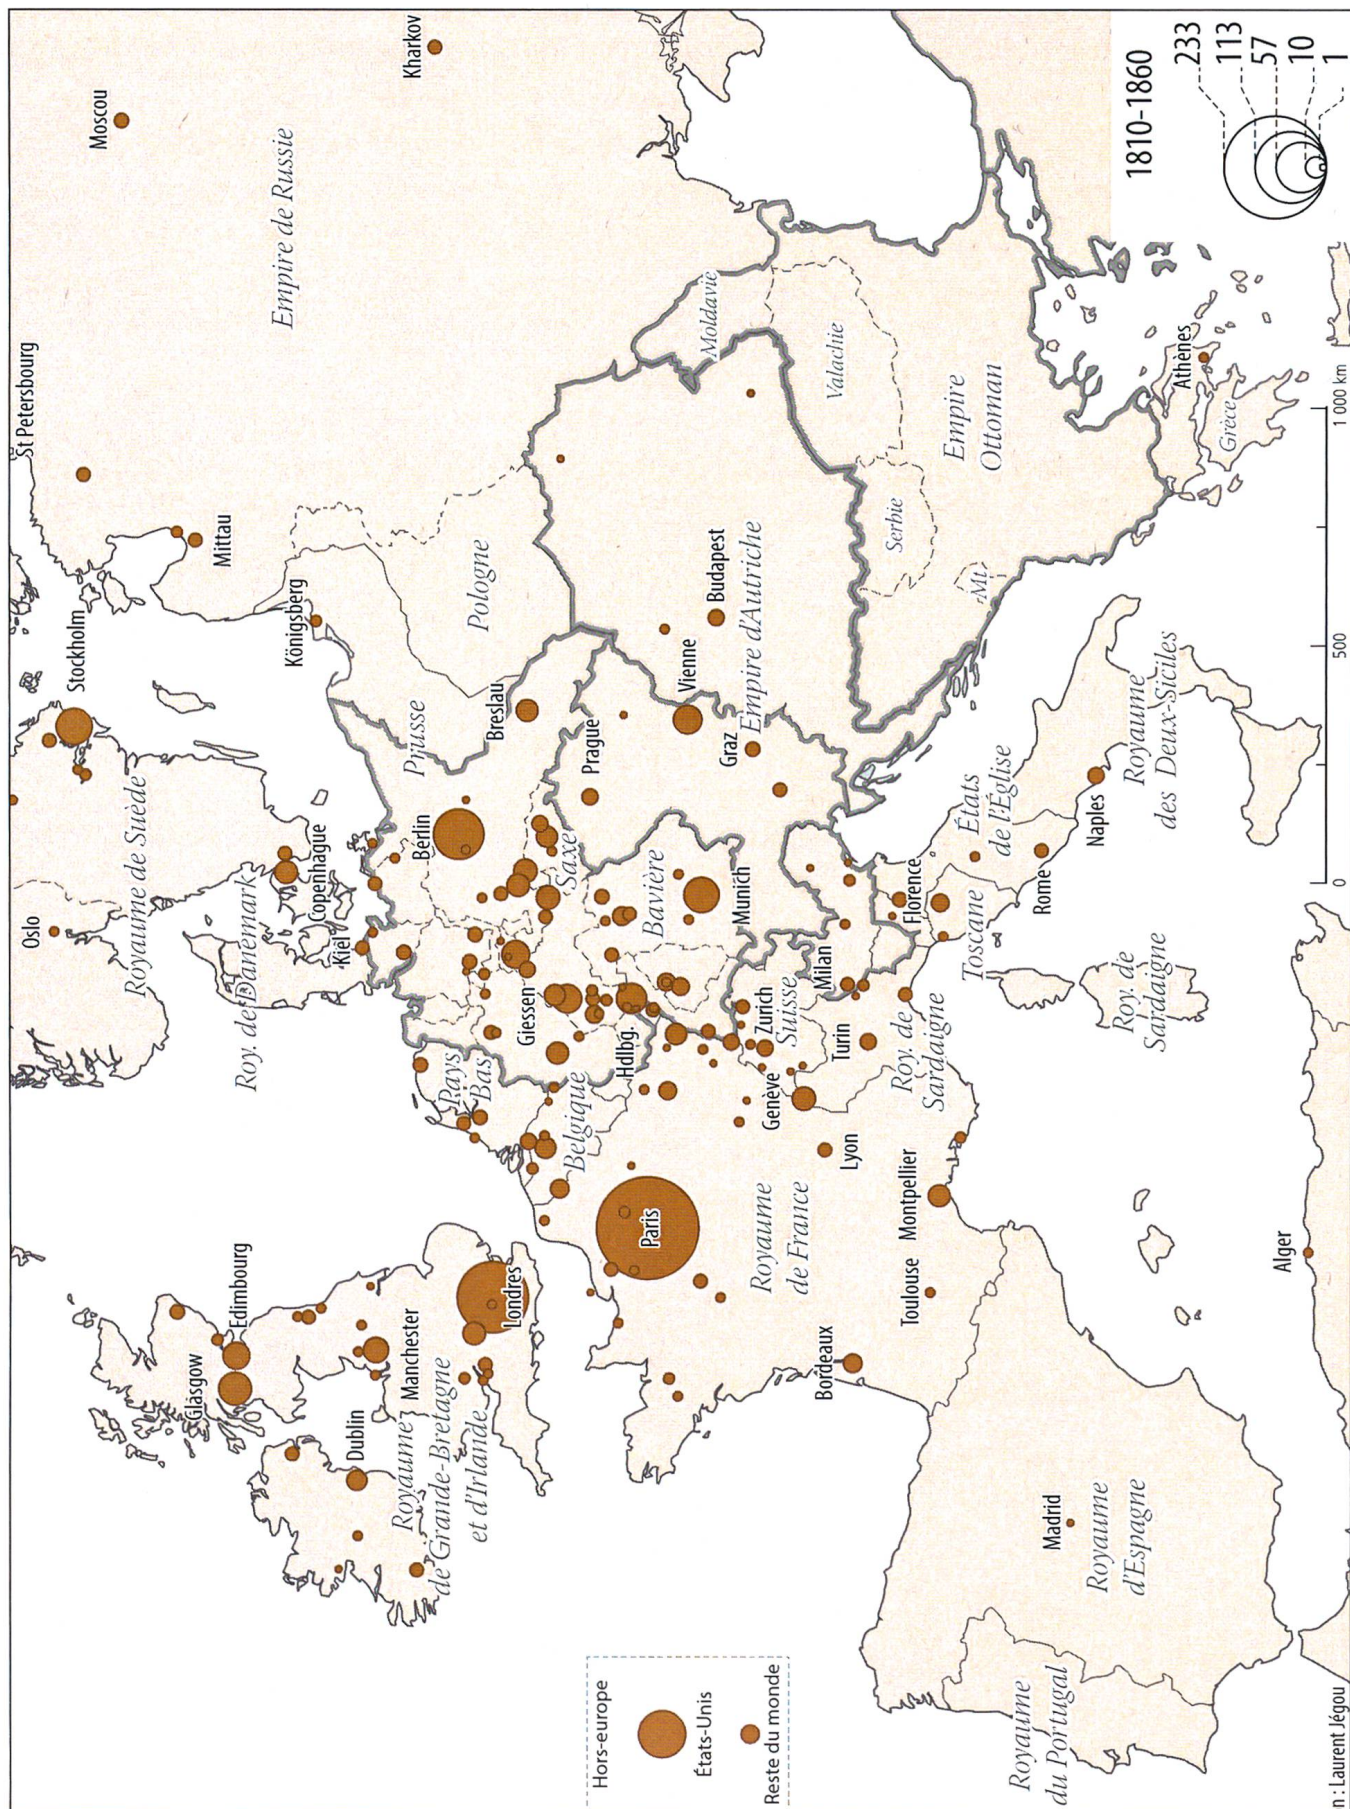 St Petersbourg
Moscou
Kharkov
Empire de Russie
Oslo
Stockholm
Royaume de Suède
Mittau
Roy. de Danemark
Copenhague
Kiel
Königsberg
Glasgow
Edimbourg
Dublin
Manchester
Royaume
de Grande-Bretagne
et d'Irlande
Londres
Pays
Bas
Belgique
Giessen
Hdlbg.
Berlin
Prusse
Breslau
Pologne
Saxe
Prague
Bavière
Munich
Vienne
Graz
Budapest
Empire d'Autriche
Moldavie
Valachie
Serbie
Mt.
Empire
Ottoman
Paris
Royaume
de France
Zurich
Suisse
Genève
Lyon
Milan
Turin
Roy. de
Sardaigne
Bordeaux
Toulouse
Montpellier
Florence
Toscane
États
de l'Église
Rome
Naples
Royaume
des Deux-Siciles
Roy. de
Sardaigne
Athènes
Grèce
Madrid
Royaume
d'Espagne
Royaume
du Portugal
Alger
Hors-europe
États-Unis
Reste du monde
0
500
1 000 km
1810-1860
233
113
57
10
1
n : Laurent Jégou